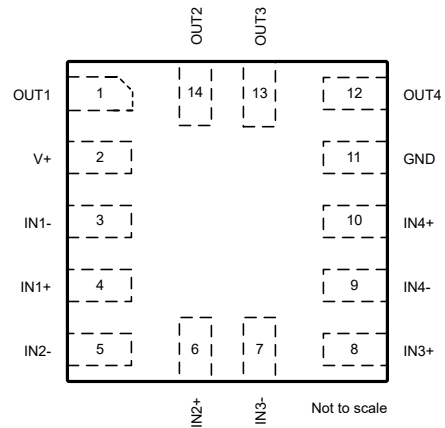 OUT2 OUT3
OUT1 1 14 13 12 OUT4
V+ 2 11 GND
IN1- 3 10 IN4+
IN1+ 4 9 IN4-
IN2- 5 6 7 8 IN3+
IN2+ IN3- Not to scale